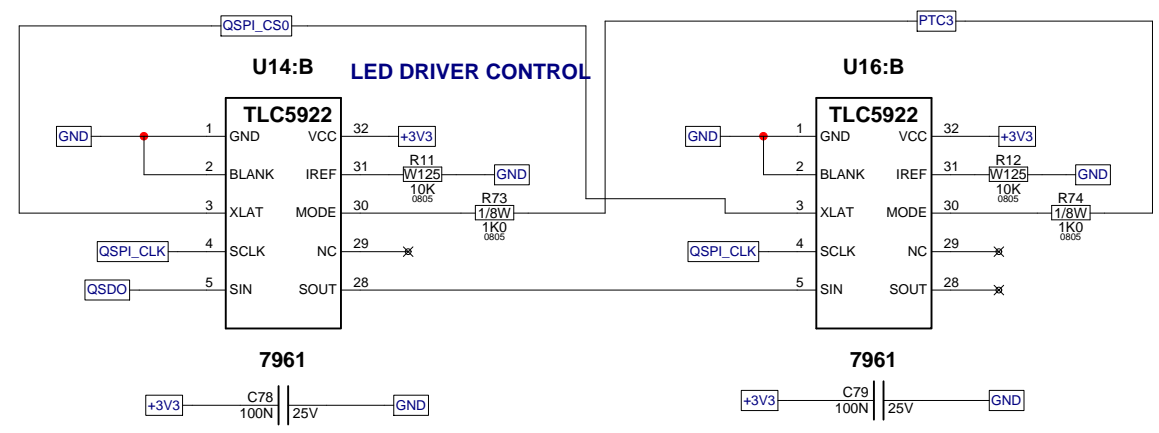 QSPI_CS0
PTC3
U14:B
LED DRIVER CONTROL
U16:B
TLC5922
GND
1
GND
VCC
32
+3V3
2
BLANK
IREF
31
R11
W125
10K
0805
GND
3
XLAT
MODE
30
R73
1/8W
1K0
0805
QSPI_CLK
4
SCLK
NC
29
QSDO
5
SIN
SOUT
28
7961
+3V3
C78
100N
25V
GND
TLC5922
GND
1
GND
VCC
32
+3V3
2
BLANK
IREF
31
R12
W125
10K
0805
GND
3
XLAT
MODE
30
R74
1/8W
1K0
0805
QSPI_CLK
4
SCLK
NC
29
5
SIN
SOUT
28
7961
+3V3
C79
100N
25V
GND